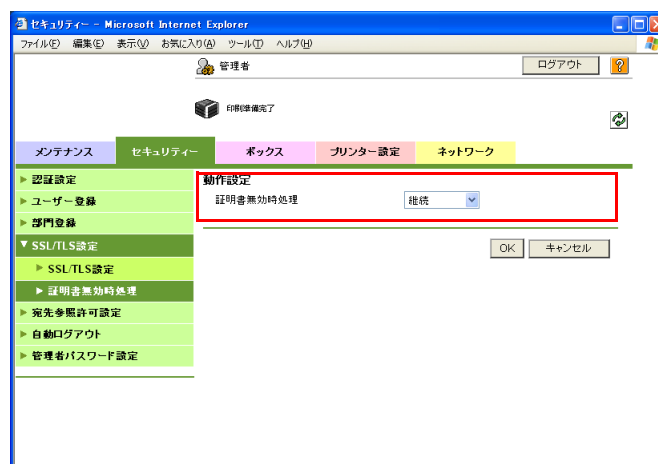 セキュリティー - Microsoft Internet Explorer
ファイル(F) 編集(E) 表示(V) お気に入り(A) ツール(T) ヘルプ(H)
管理者
ログアウト
?
印刷準備完了
メンテナンス
セキュリティー
ボックス
プリンター設定
ネットワーク
認証設定
ユーザー登録
部門登録
SSL/TLS設定
SSL/TLS設定
証明書無効時処理
宛先参照許可設定
自動ログアウト
管理者パスワード設定
動作設定
証明書無効時処理
継続
OK
キャンセル